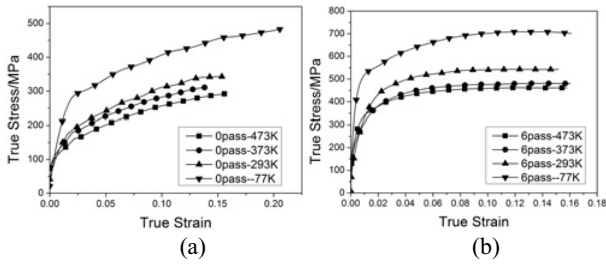 (a)
500
400
300
200
100
0
0.00 0.05 0.10 0.15 0.20
True Stress/MPa
True Strain
0pass-473K
0pass-373K
0pass-293K
0pass--77K
(a)
(b)
800
700
600
500
400
300
200
100
0
0.00 0.02 0.04 0.06 0.08 0.10 0.12 0.14 0.16 0.18
True Stress/MPa
True Strain
6pass-473K
6pass-373K
6pass-293K
6pass--77K
(b)